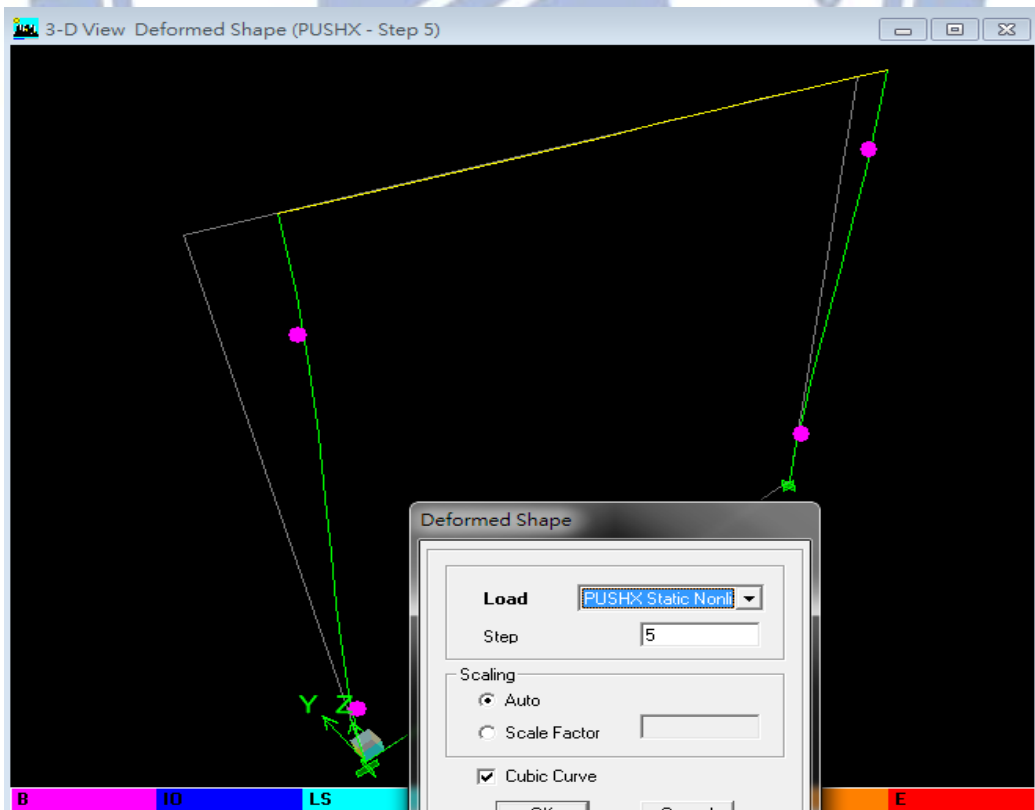 3-D View Deformed Shape (PUSHX - Step 5)
Deformed Shape
Load PUSHX Static Nonli
Step 5
Scaling
Auto
Scale Factor
Y Z
Cubic Curve
B IO LS E